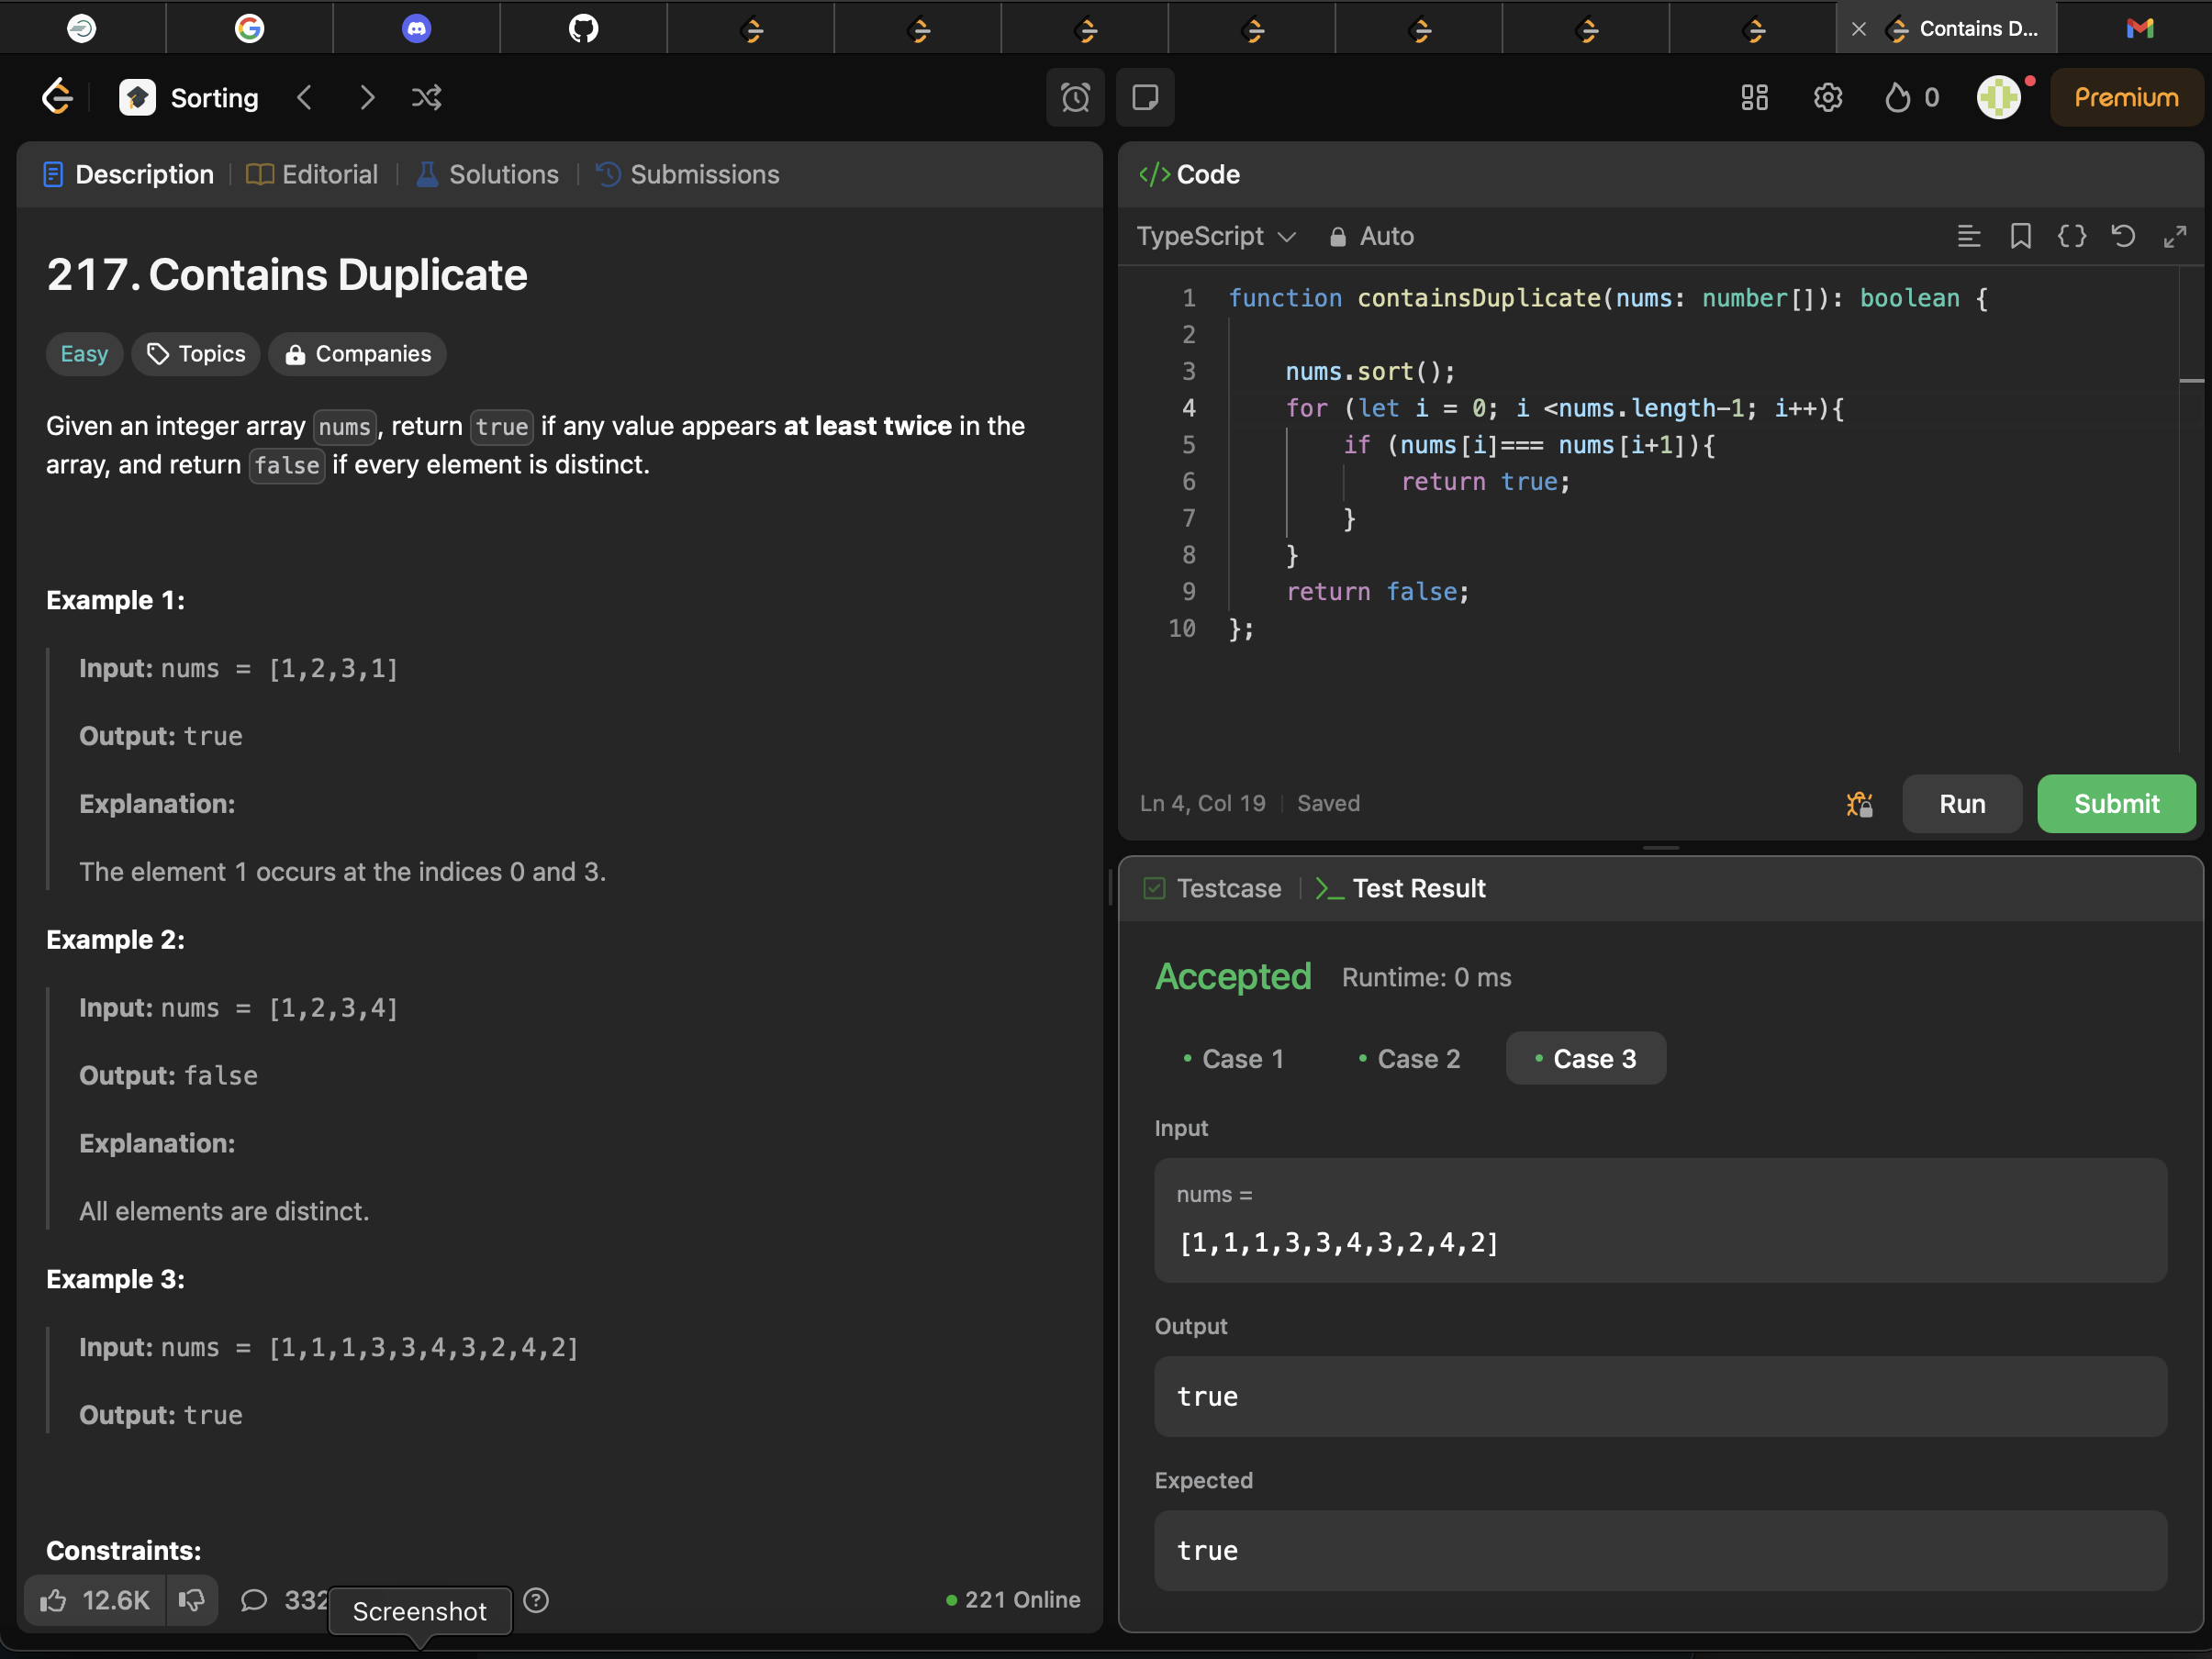 Contains D...
Sorting
0
Premium
Description
Editorial
Solutions
Submissions
217. Contains Duplicate
Easy
Topics
Companies
Given an integer array nums, return true if any value appears at least twice in the
array, and return false if every element is distinct.
Example 1:
Input: nums = [1,2,3,1]
Output: true
Explanation:
The element 1 occurs at the indices 0 and 3.
Example 2:
Input: nums = [1,2,3,4]
Output: false
Explanation:
All elements are distinct.
Example 3:
Input: nums = [1,1,1,3,3,4,3,2,4,2]
Output: true
Constraints:
12.6K
332
Screenshot
221 Online
</> Code
TypeScript
Auto
1 function containsDuplicate(nums: number[]): boolean {
2
3 nums.sort();
4 for (let i = 0; i <nums.length-1; i++){
5 if (nums[i]=== nums[i+1]){
6 return true;
7 }
8 }
9 return false;
10 };
Ln 4, Col 19
Saved
Run
Submit
Testcase
Test Result
Accepted
Runtime: 0 ms
Case 1
Case 2
Case 3
Input
nums =
[1,1,1,3,3,4,3,2,4,2]
Output
true
Expected
true